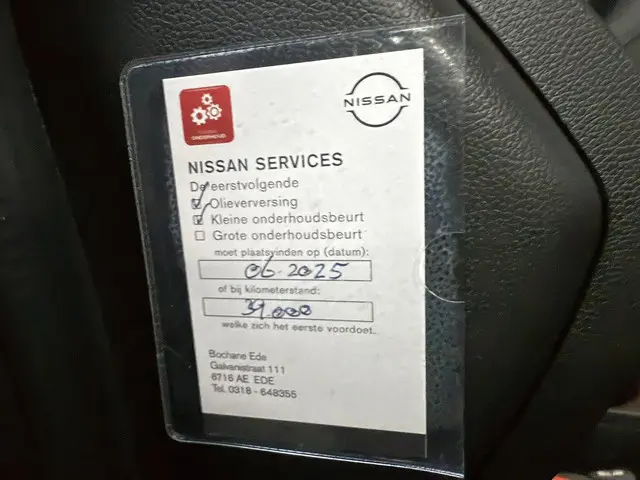 ONDERHOUD
NISSAN
NISSAN SERVICES
De eerstvolgende
Olieverversing
Kleine onderhoudsbeurt
Grote onderhoudsbeurt
moet plaatsvinden op (datum):
06-2025
of bij kilometerstand:
39.000
welke zich het eerste voordoet.
Bochane Ede
Galvanistraat 111
6716 AE EDE
Tel. 0318 - 648355